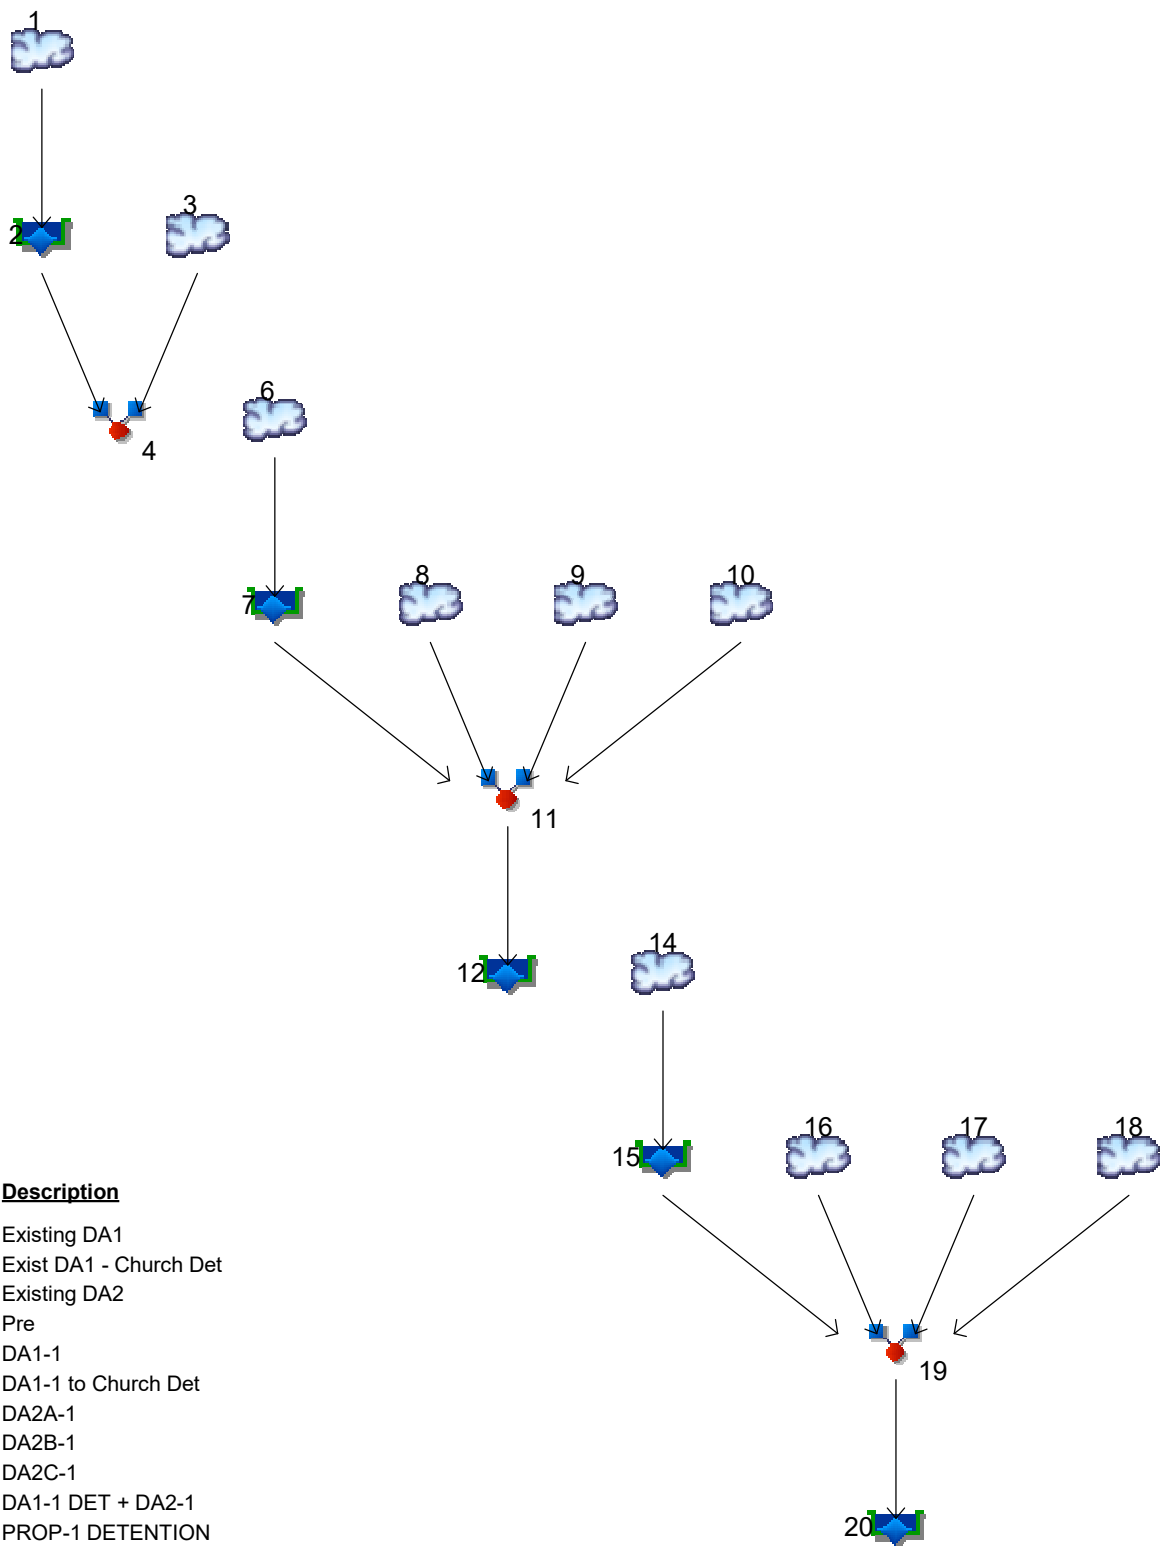 1
3
2
6
4
8
9
10
7
11
14
12
16
17
18
15
Description
Existing DA1
Exist DA1 - Church Det
Existing DA2
Pre
DA1-1
DA1-1 to Church Det
19
DA2A-1
DA2B-1
DA2C-1
DA1-1 DET + DA2-1
PROP-1 DETENTION
20